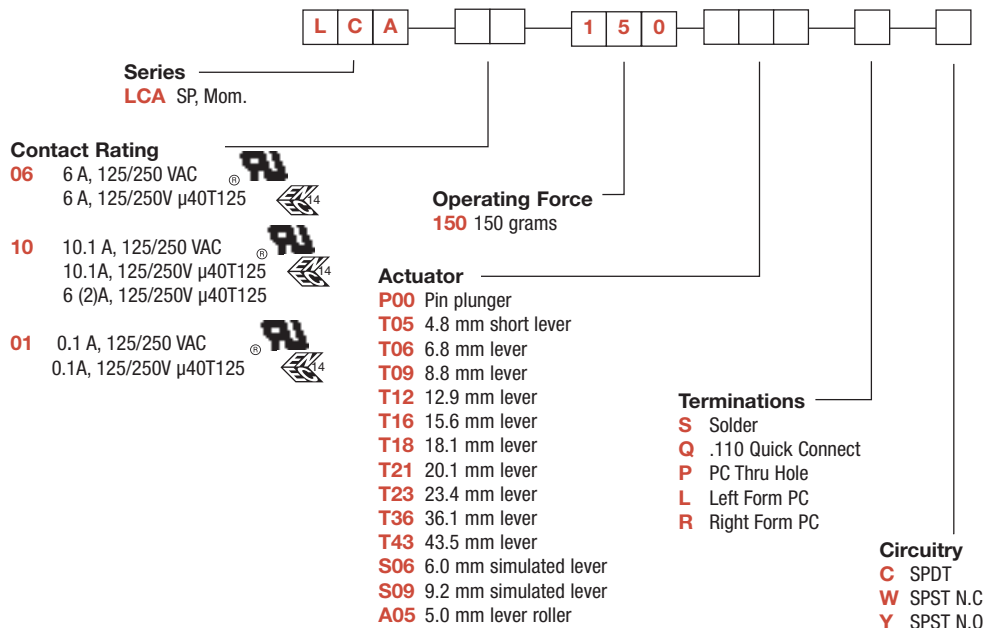 L C A 1 5 0
Series
LCA SP, Mom.
Contact Rating
06 6 A, 125/250 VAC ®
6 A, 125/250V µ40T125 14
10 10.1 A, 125/250 VAC ®
10.1A, 125/250V µ40T125 14
6 (2)A, 125/250V µ40T125
01 0.1 A, 125/250 VAC ®
0.1A, 125/250V µ40T125 14
Operating Force
150 150 grams
Actuator
P00 Pin plunger
T05 4.8 mm short lever
T06 6.8 mm lever
T09 8.8 mm lever
T12 12.9 mm lever
T16 15.6 mm lever
T18 18.1 mm lever
T21 20.1 mm lever
T23 23.4 mm lever
T36 36.1 mm lever
T43 43.5 mm lever
S06 6.0 mm simulated lever
S09 9.2 mm simulated lever
A05 5.0 mm lever roller
Terminations
S Solder
Q .110 Quick Connect
P PC Thru Hole
L Left Form PC
R Right Form PC
Circuitry
C SPDT
W SPST N.C
Y SPST N.O